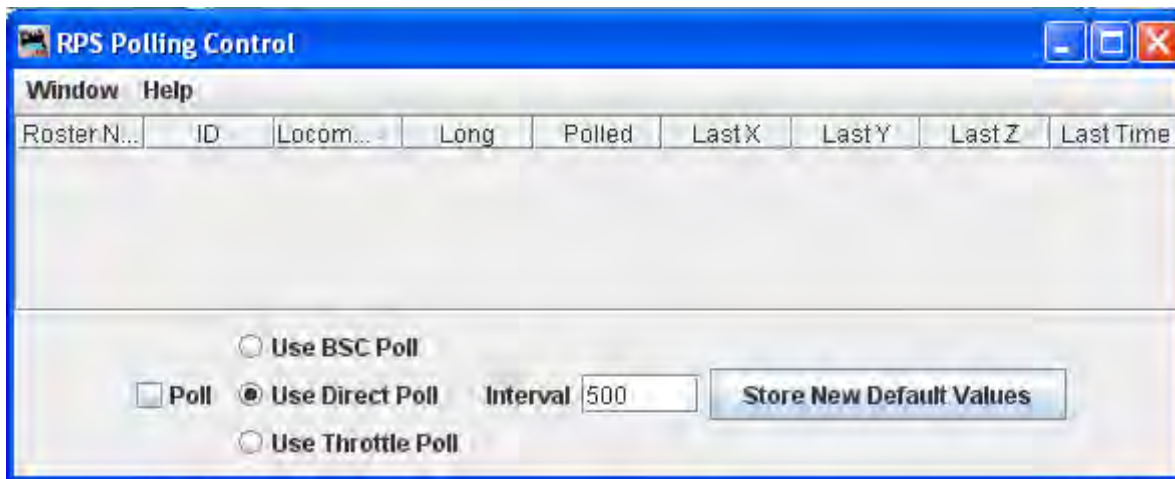 RPS Polling Control
Window Help
Roster N... ID Locom... Long Polled Last X Last Y Last Z Last Time
Use BSC Poll
Poll Use Direct Poll Interval 500 Store New Default Values
Use Throttle Poll